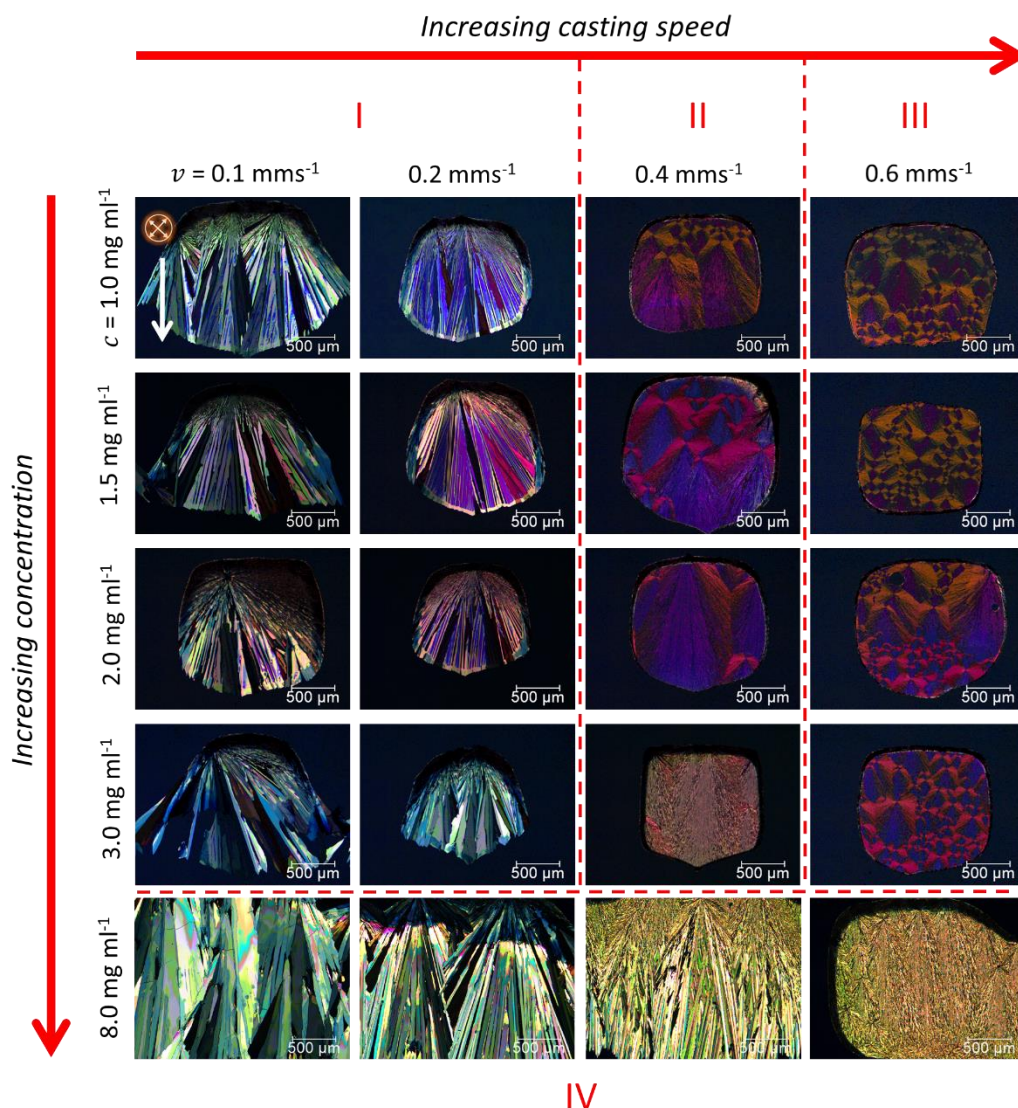 Increasing casting speed
I II III
v = 0.1 mms-1 0.2 mms-1 0.4 mms-1 0.6 mms-1
Increasing concentration
c = 1.0 mg ml-1
500 µm 500 µm 500 µm 500 µm
1.5 mg ml-1
500 µm 500 µm 500 µm 500 µm
2.0 mg ml-1
500 µm 500 µm 500 µm 500 µm
3.0 mg ml-1
500 µm 500 µm 500 µm 500 µm
8.0 mg ml-1
500 µm 500 µm 500 µm 500 µm
IV